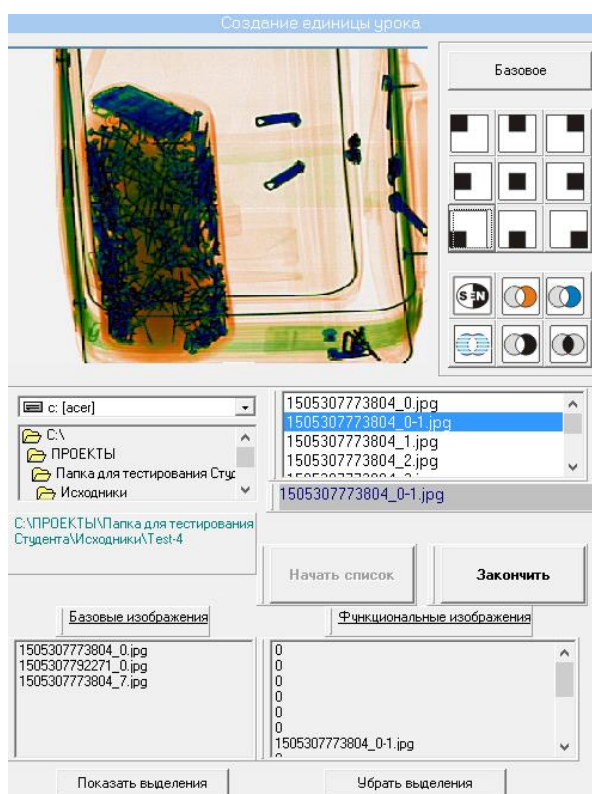 Создание единицы урока
Базовое
SEN
c: [acer]
C:\
ПРОЕКТЫ
Папка для тестирования Студ
Исходники
1505307773804_0.jpg
1505307773804_0-1.jpg
1505307773804_1.jpg
1505307773804_2.jpg
1505307773804_0-1.jpg
C:\ПРОЕКТЫ\Папка для тестирования
Студента\Исходники\Test-4
Начать список
Закончить
Базовые изображения
Функциональные изображения
1505307773804_0.jpg
1505307792271_0.jpg
1505307773804_7.jpg
0
0
0
0
0
0
1505307773804_0-1.jpg
Показать выделения
Убрать выделения